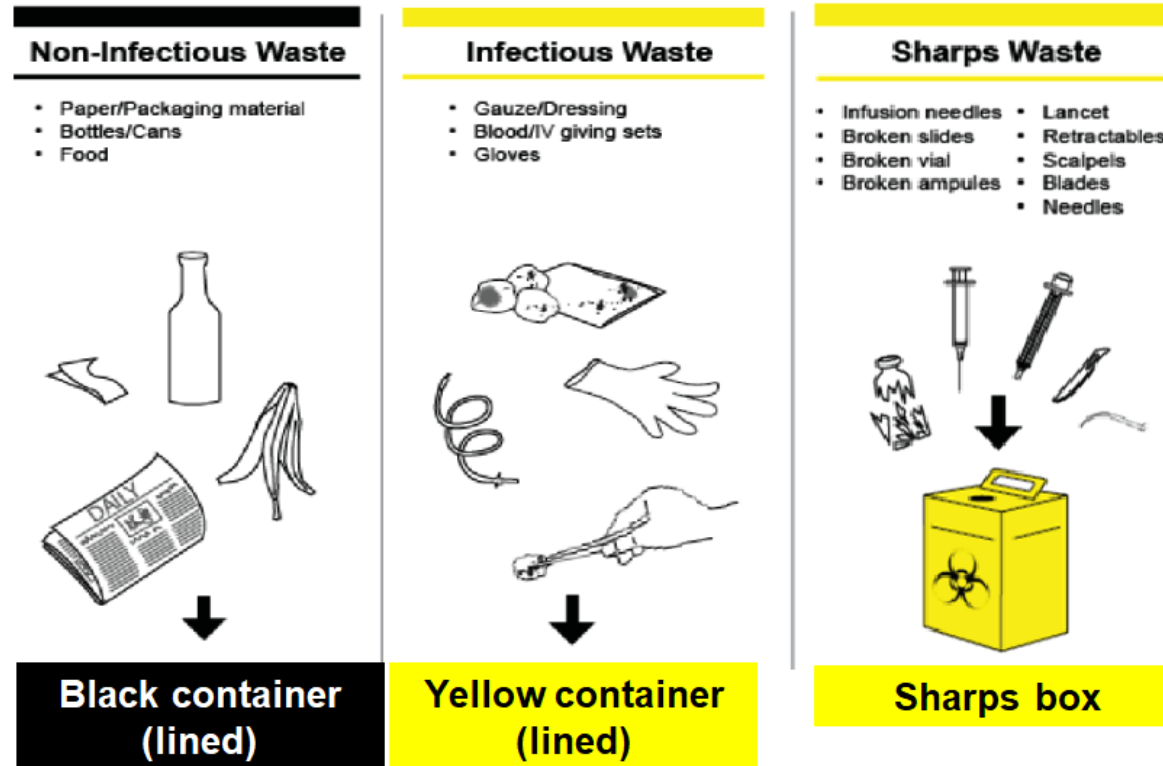 Non-Infectious Waste
• Paper/Packaging material
• Bottles/Cans
• Food
DAILY
Black container
(lined)
Infectious Waste
• Gauze/Dressing
• Blood/IV giving sets
• Gloves
Yellow container
(lined)
Sharps Waste
• Infusion needles
• Broken slides
• Broken vial
• Broken ampules
• Lancet
• Retractables
• Scalpels
• Blades
• Needles
Sharps box